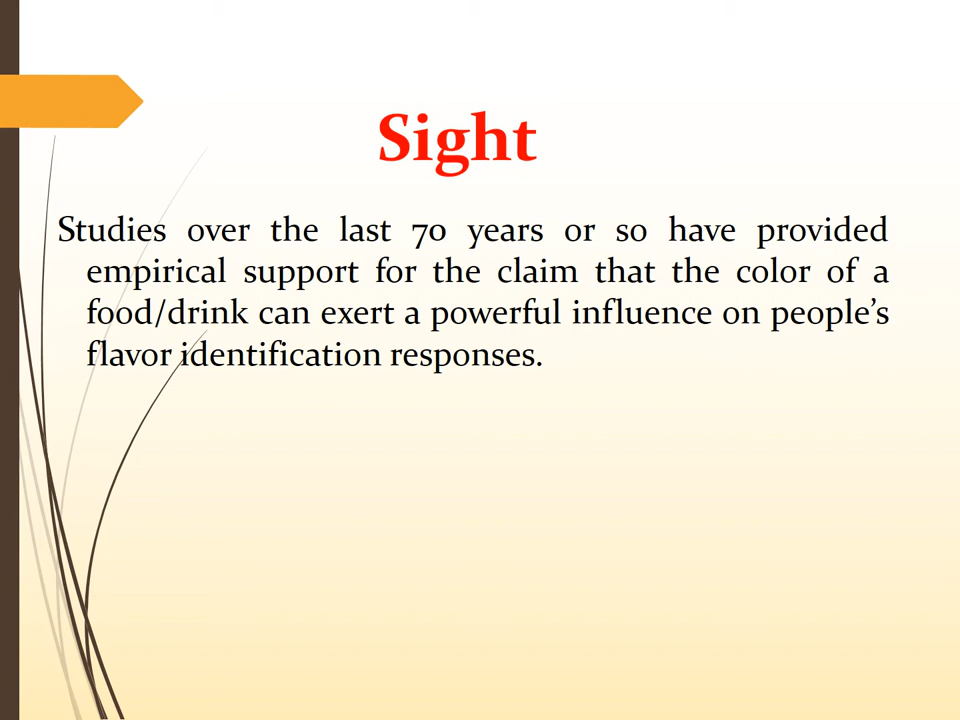 Sight
Studies over the last 70 years or so have provided
empirical support for the claim that the color of a
food/drink can exert a powerful influence on people’s
flavor identification responses.